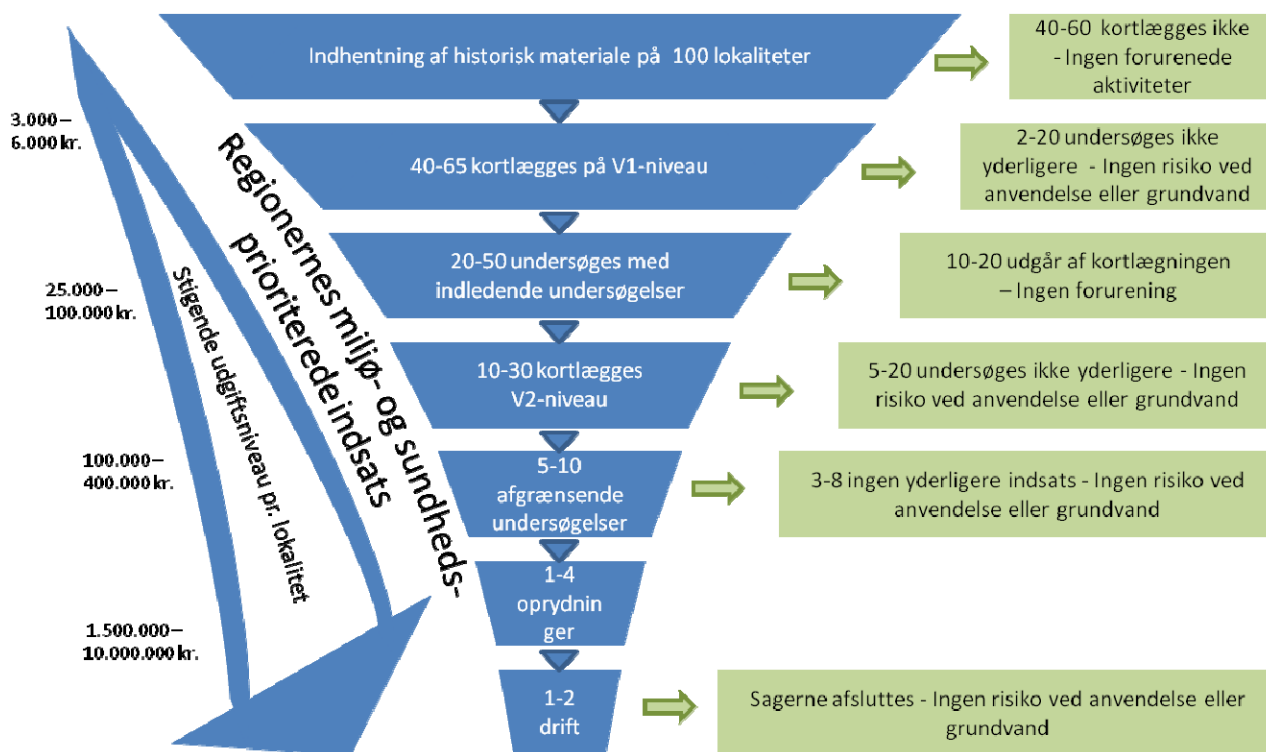 Indhentning af historisk materiale på 100 lokaliteter
40-60 kortlægges ikke
- Ingen forurenede
aktiviteter
3.000 –
6.000 kr.
40-65 kortlægges på V1-niveau
2-20 undersøges ikke
yderligere - Ingen risiko ved
anvendelse eller grundvand
Regionernes miljø- og sundheds-
prioriterede indsats
Stigende udgiftsniveau pr. lokalitet
20-50 undersøges med
indledende undersøgelser
10-20 udgår af kortlægningen
– Ingen forurening
25.000 –
100.000 kr.
10-30 kortlægges
V2-niveau
5-20 undersøges ikke yderligere - Ingen
risiko ved anvendelse eller grundvand
100.000 –
400.000 kr.
5-10
afgrænsende
undersøgelser
3-8 ingen yderligere indsats - Ingen risiko ved
anvendelse eller grundvand
1-4
oprydnin
ger
1.500.000 –
10.000.000 kr.
1-2
drift
Sagerne afsluttes - Ingen risiko ved anvendelse eller
grundvand